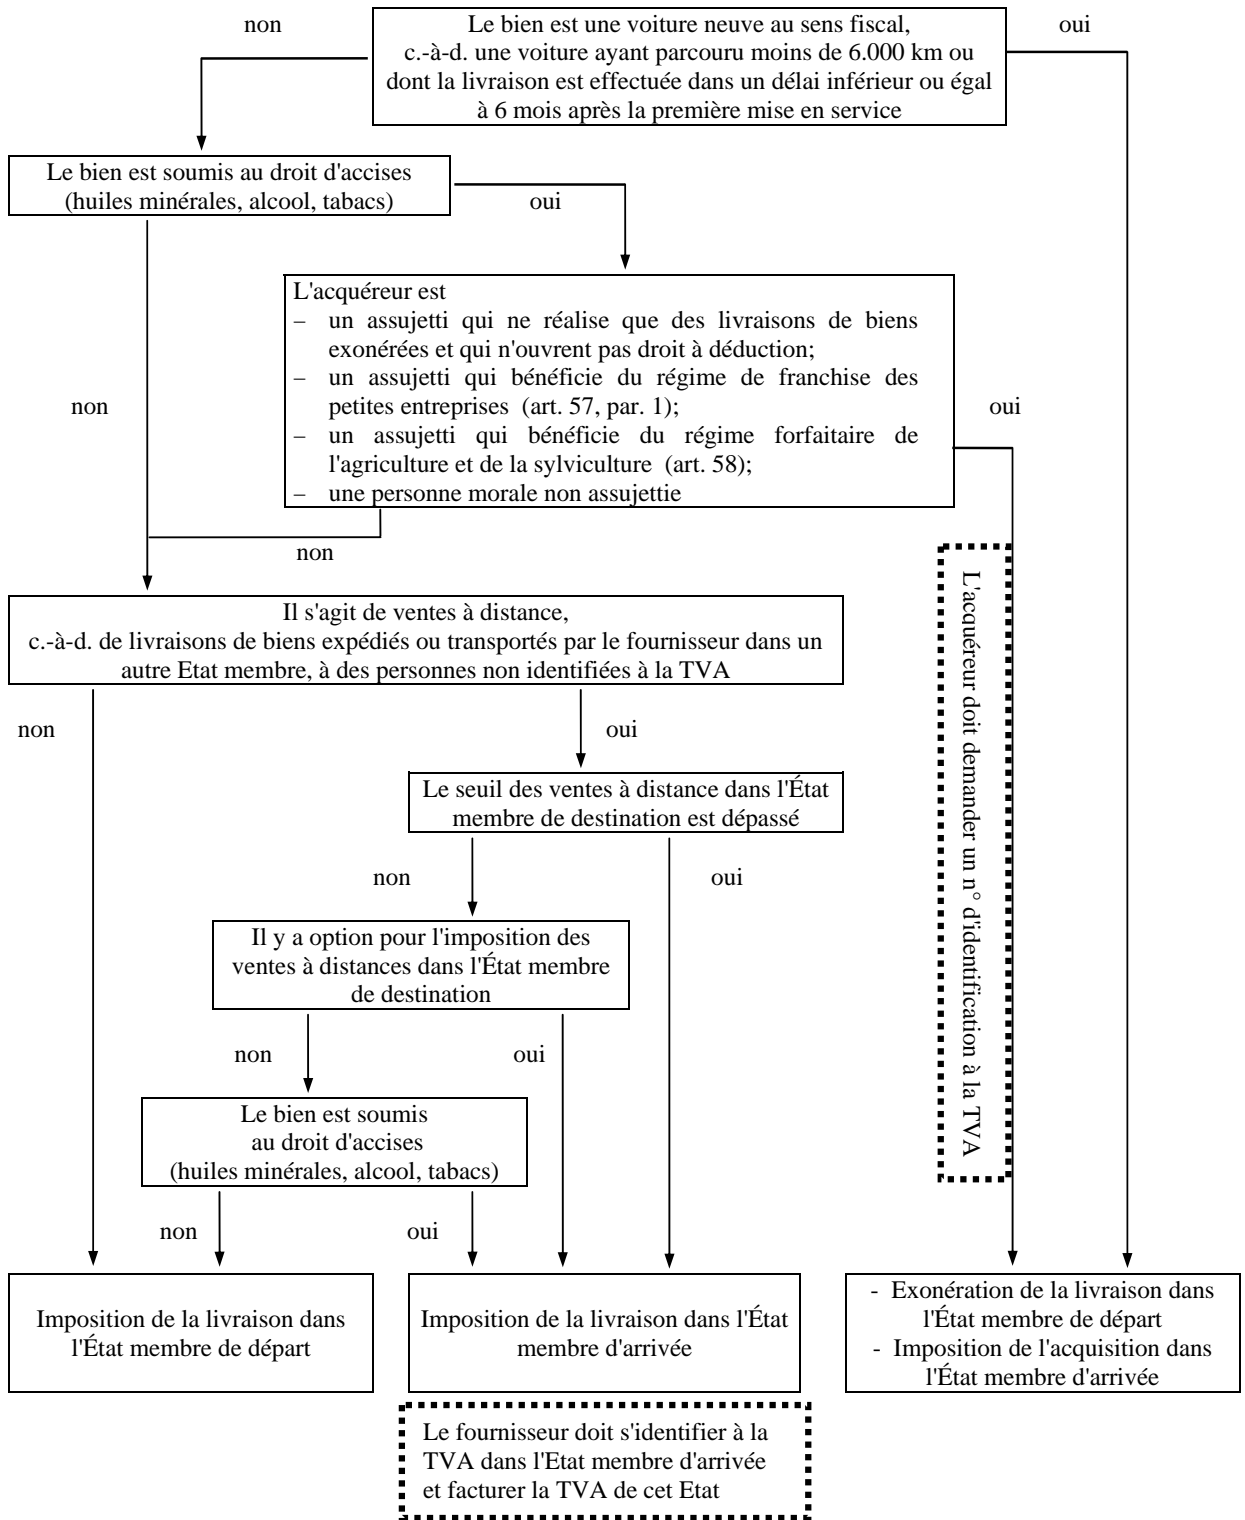 non
Le bien est une voiture neuve au sens fiscal,
c.-à-d. une voiture ayant parcouru moins de 6.000 km ou
dont la livraison est effectuée dans un délai inférieur ou égal
à 6 mois après la première mise en service
oui
Le bien est soumis au droit d'accises
(huiles minérales, alcool, tabacs)
oui
L'acquéreur est
– un assujetti qui ne réalise que des livraisons de biens
exonérées et qui n'ouvrent pas droit à déduction;
– un assujetti qui bénéficie du régime de franchise des
petites entreprises (art. 57, par. 1);
– un assujetti qui bénéficie du régime forfaitaire de
l'agriculture et de la sylviculture (art. 58);
– une personne morale non assujettie
non
oui
non
L'acquéreur doit demander un n° d'identification à la TVA
Il s'agit de ventes à distance,
c.-à-d. de livraisons de biens expédiés ou transportés par le fournisseur dans un
autre Etat membre, à des personnes non identifiées à la TVA
non
oui
Le seuil des ventes à distance dans l'État
membre de destination est dépassé
non
oui
Il y a option pour l'imposition des
ventes à distances dans l'État membre
de destination
non
oui
Le bien est soumis
au droit d'accises
(huiles minérales, alcool, tabacs)
non
oui
Imposition de la livraison dans
l'État membre de départ
Imposition de la livraison dans l'État
membre d'arrivée
- Exonération de la livraison dans
l'État membre de départ
- Imposition de l'acquisition dans
l'État membre d'arrivée
Le fournisseur doit s'identifier à la
TVA dans l'Etat membre d'arrivée
et facturer la TVA de cet Etat